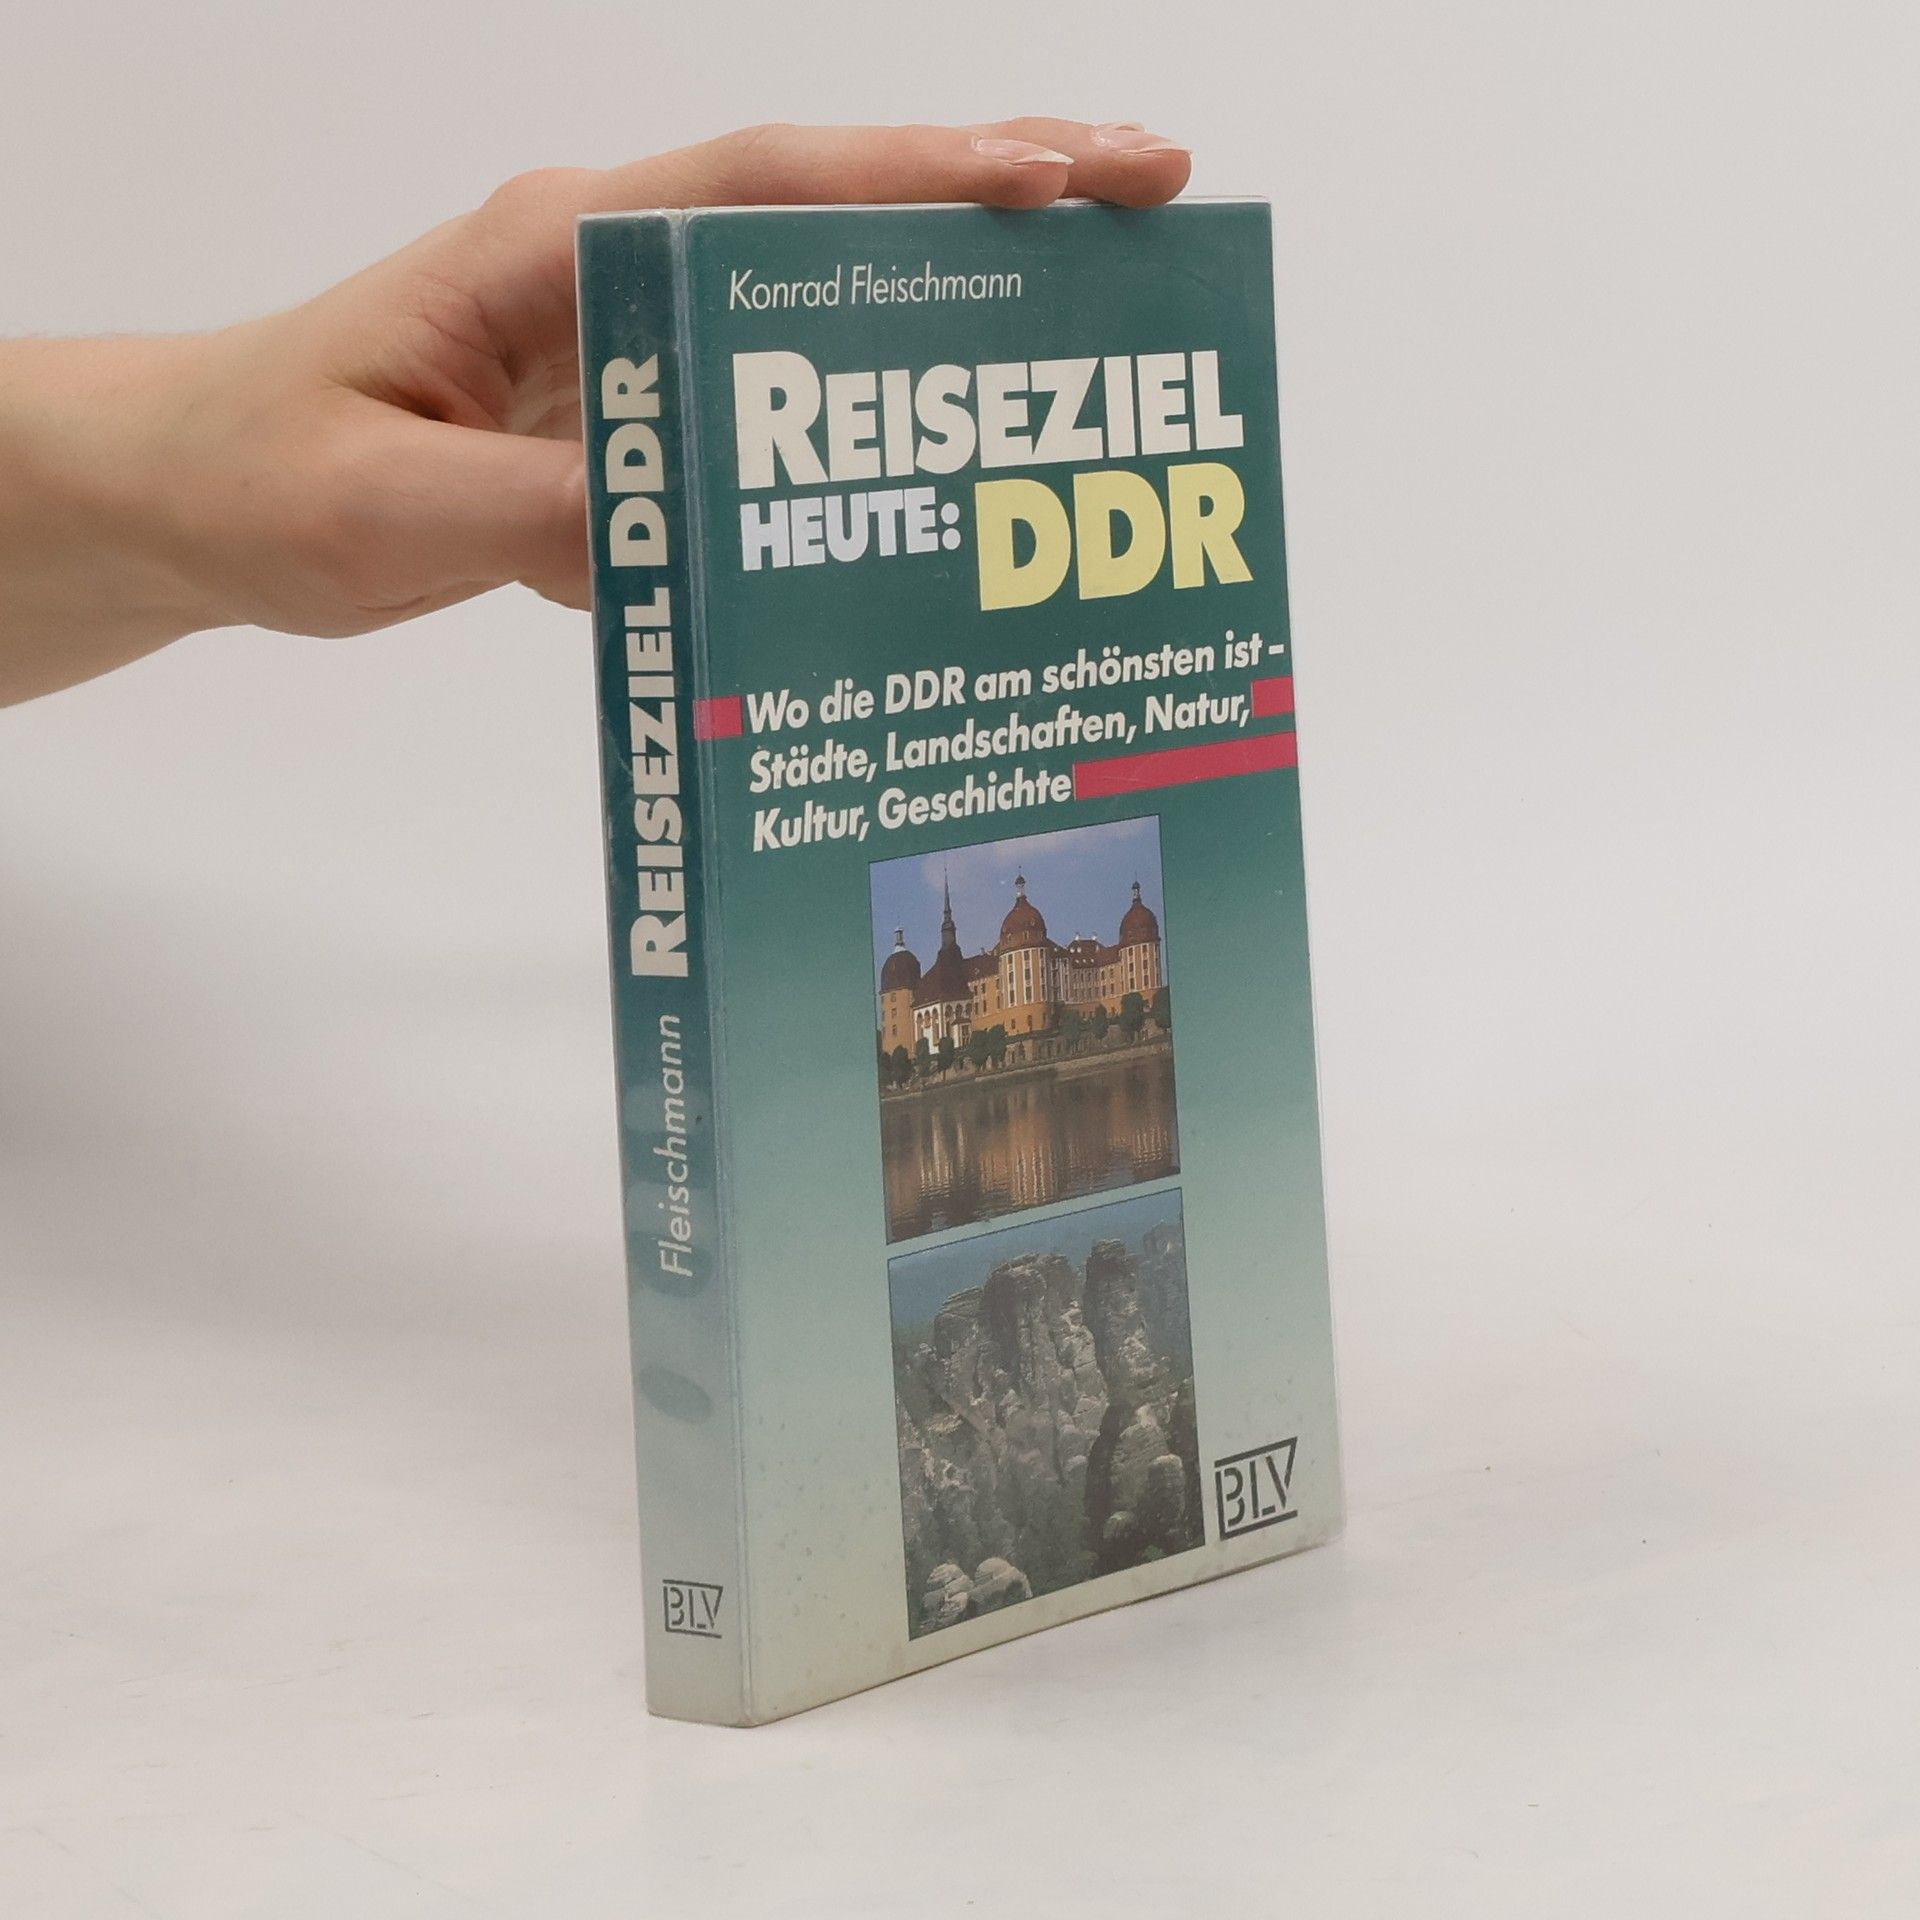 Konrad Fleischmann
REISEZIEL
HEUTE: DDR
Wo die DDR am schönsten ist –
Städte, Landschaften, Natur,
Kultur, Geschichte
BLV
Fleischmann REISEZIEL DDR
BLV